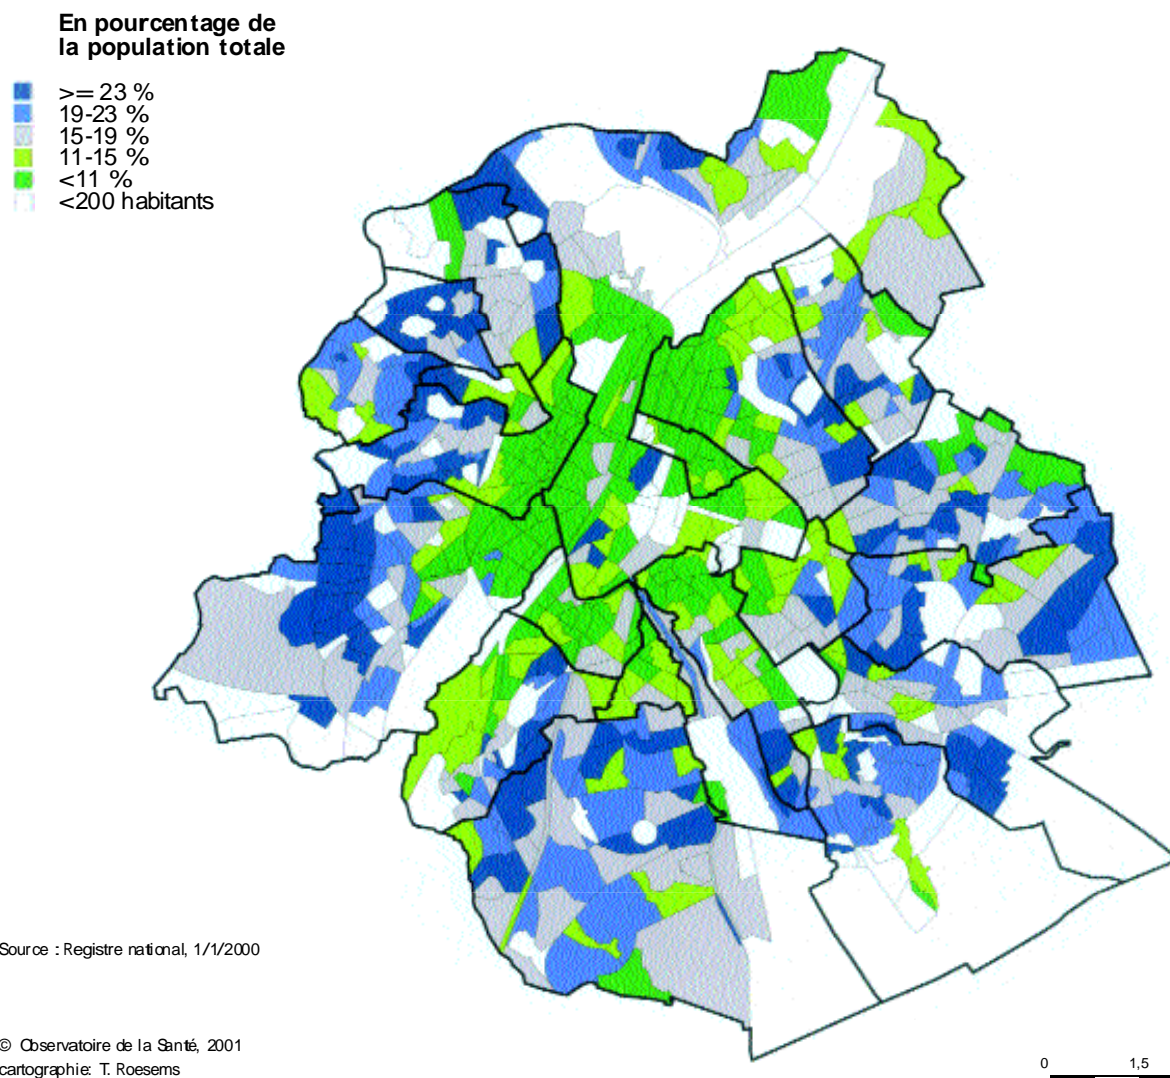 En pourcentage de
la population totale
>= 23 %
19-23 %
15-19 %
11-15 %
<11 %
<200 habitants
Source : Registre national, 1/1/2000
© Observatoire de la Santé, 2001
cartographie: T. Roesems
0 1,5